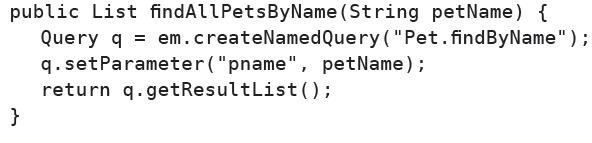 public List findAllPetsByName(String petName) {
Query q = em.createNamedQuery("Pet.findByName");
q.setParameter("pname", petName);
return q.getResultList();
}